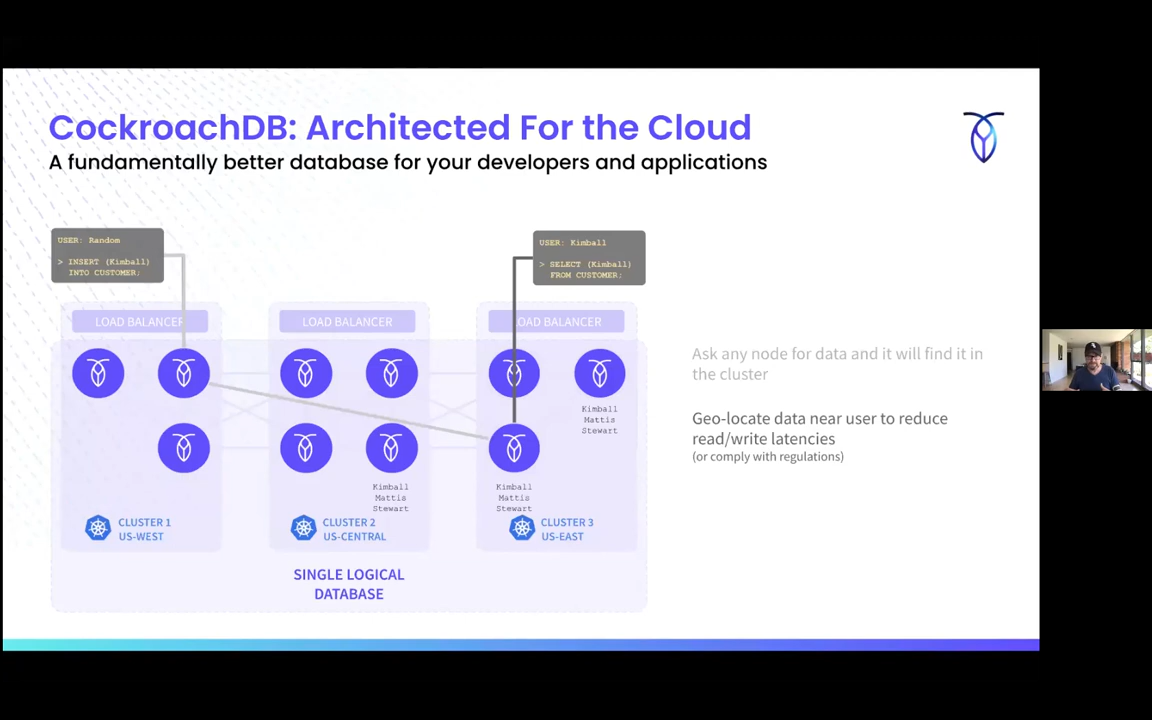 CockroachDB: Architected For the Cloud
A fundamentally better database for your developers and applications
USER: Random
> INSERT (Kimball)
INTO CUSTOMER;
USER: Kimball
> SELECT (Kimball)
FROM CUSTOMER;
LOAD BALANCER
LOAD BALANCER
LOAD BALANCER
Ask any node for data and it will find it in
the cluster
Kimball
Mattis
Stewart
Geo-locate data near user to reduce
read/write latencies
(or comply with regulations)
Kimball
Mattis
Stewart
Kimball
Mattis
Stewart
CLUSTER 1
US-WEST
CLUSTER 2
US-CENTRAL
CLUSTER 3
US-EAST
SINGLE LOGICAL
DATABASE